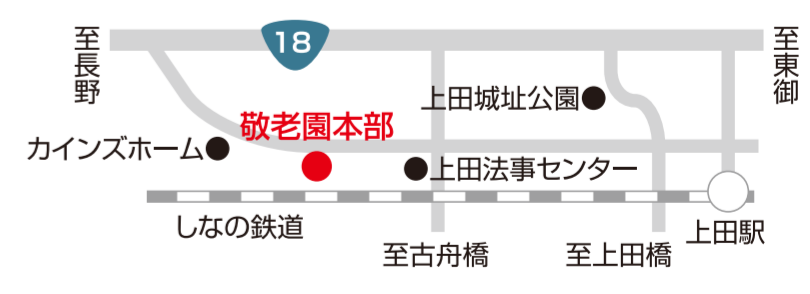 至長野
18
至東御
上田城址公園
敬老園本部
カインズホーム
上田法事センター
しなの鉄道
上田駅
至古舟橋
至上田橋